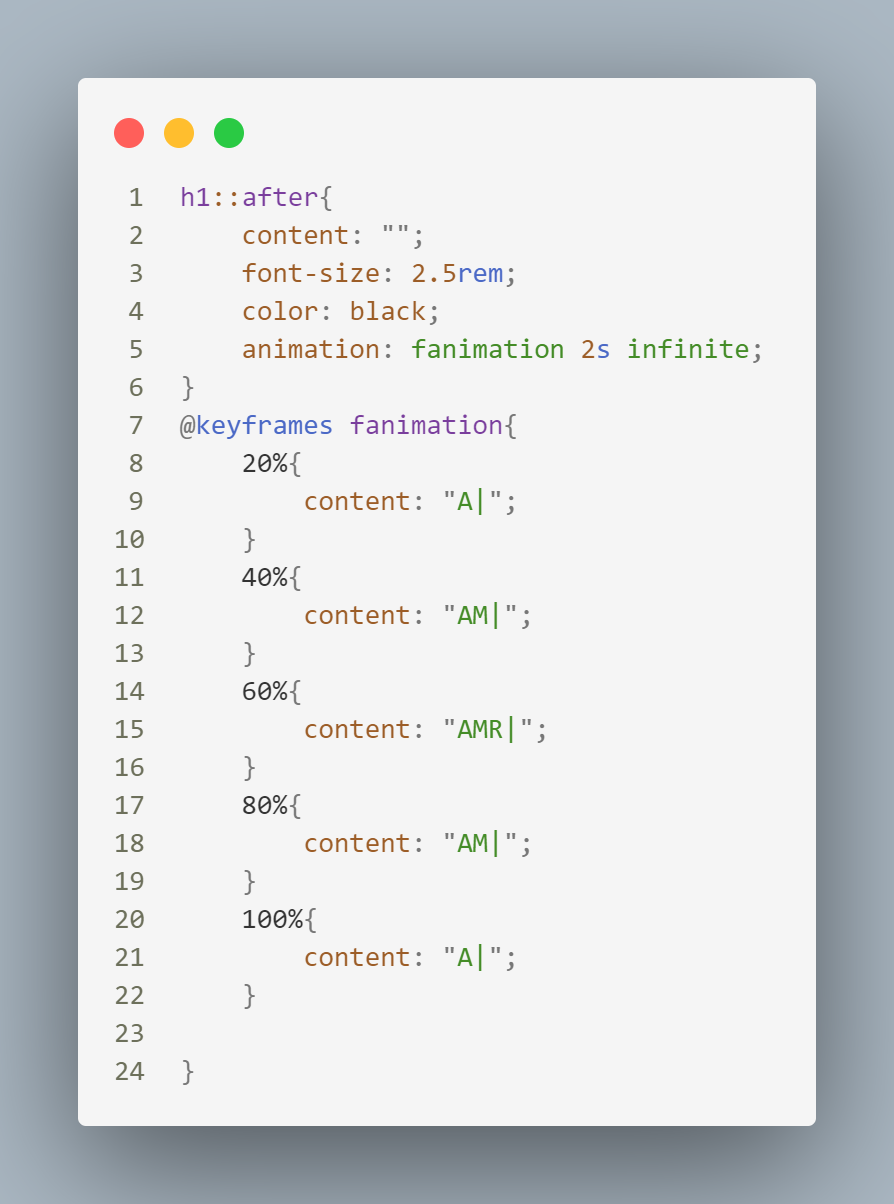 1 h1::after{
2     content: "";
3     font-size: 2.5rem;
4     color: black;
5     animation: fanimation 2s infinite;
6 }
7 @keyframes fanimation{
8     20%{
9         content: "A|";
10     }
11     40%{
12         content: "AM|";
13     }
14     60%{
15         content: "AMR|";
16     }
17     80%{
18         content: "AM|";
19     }
20     100%{
21         content: "A|";
22     }
23
24 }